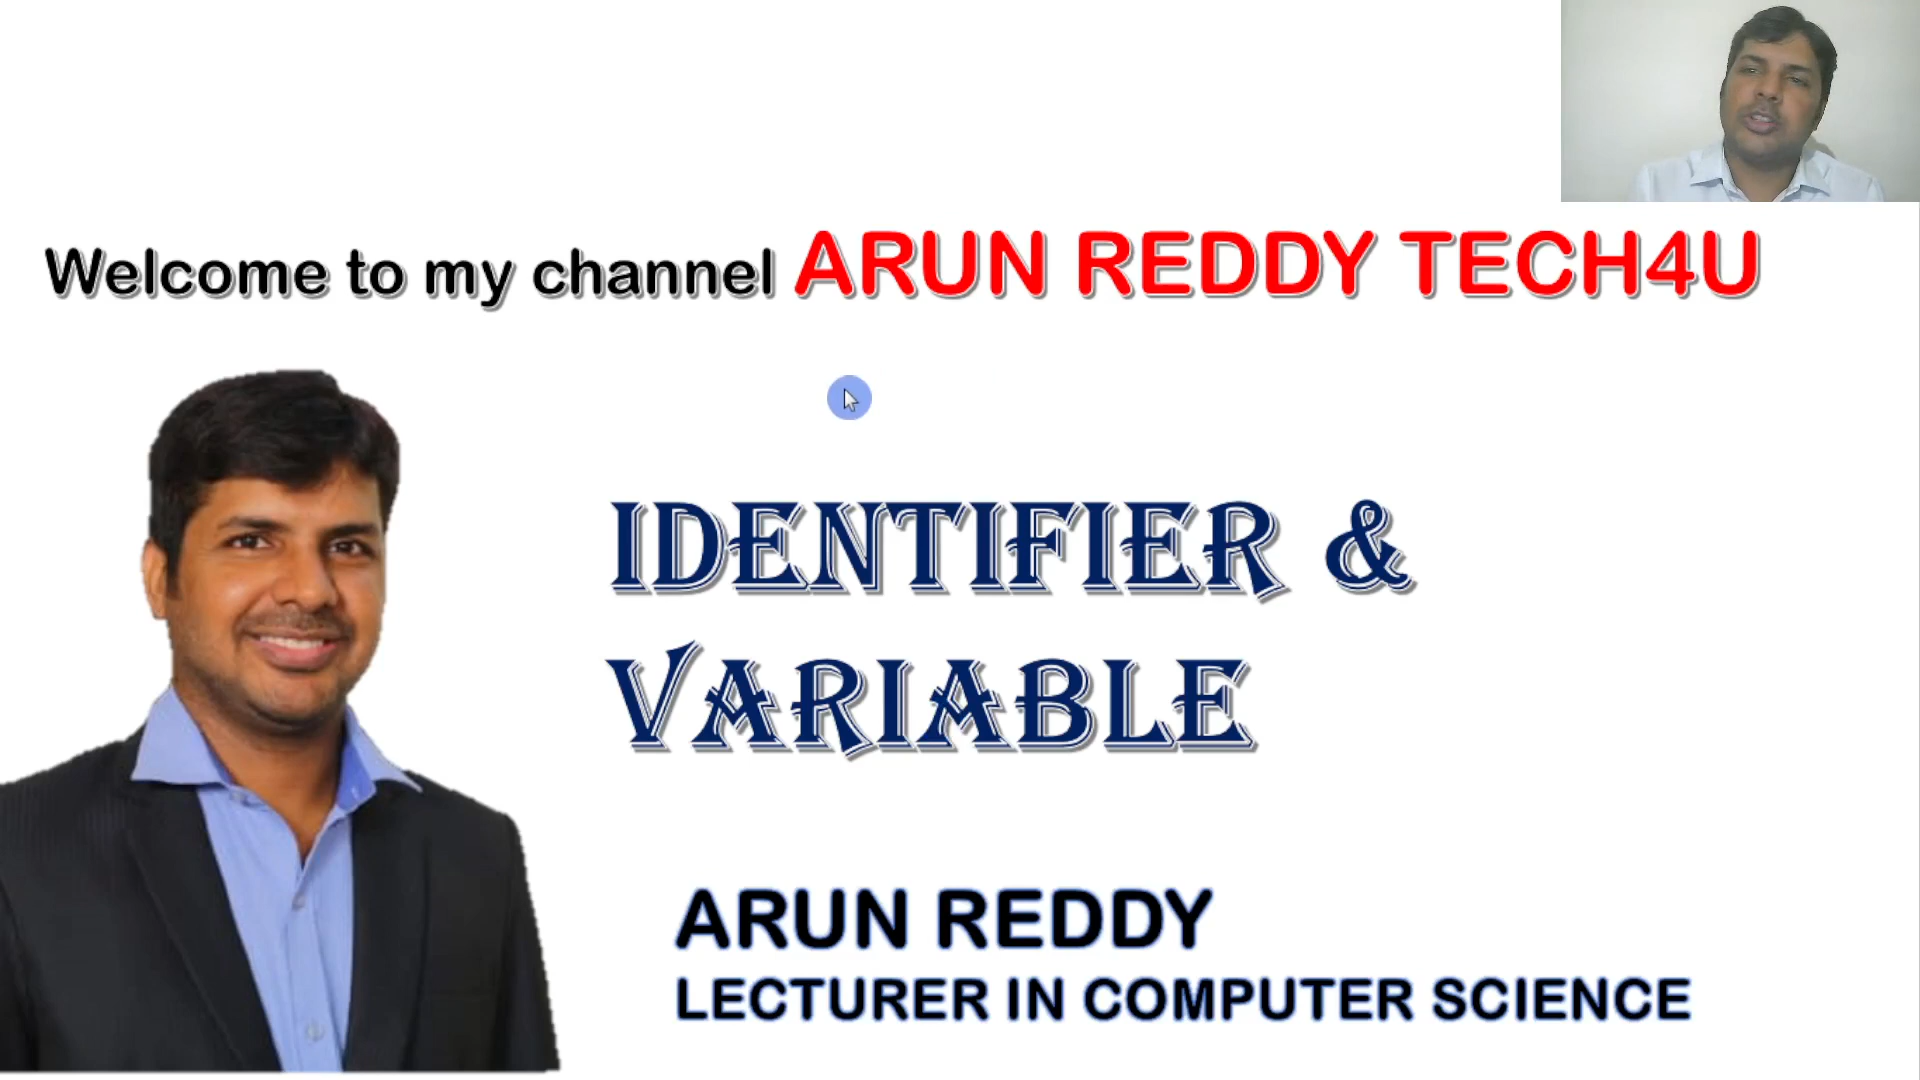 Welcome to my channel ARUN REDDY TECH4U
IDENTIFIER &
VARIABLE
ARUN REDDY
LECTURER IN COMPUTER SCIENCE